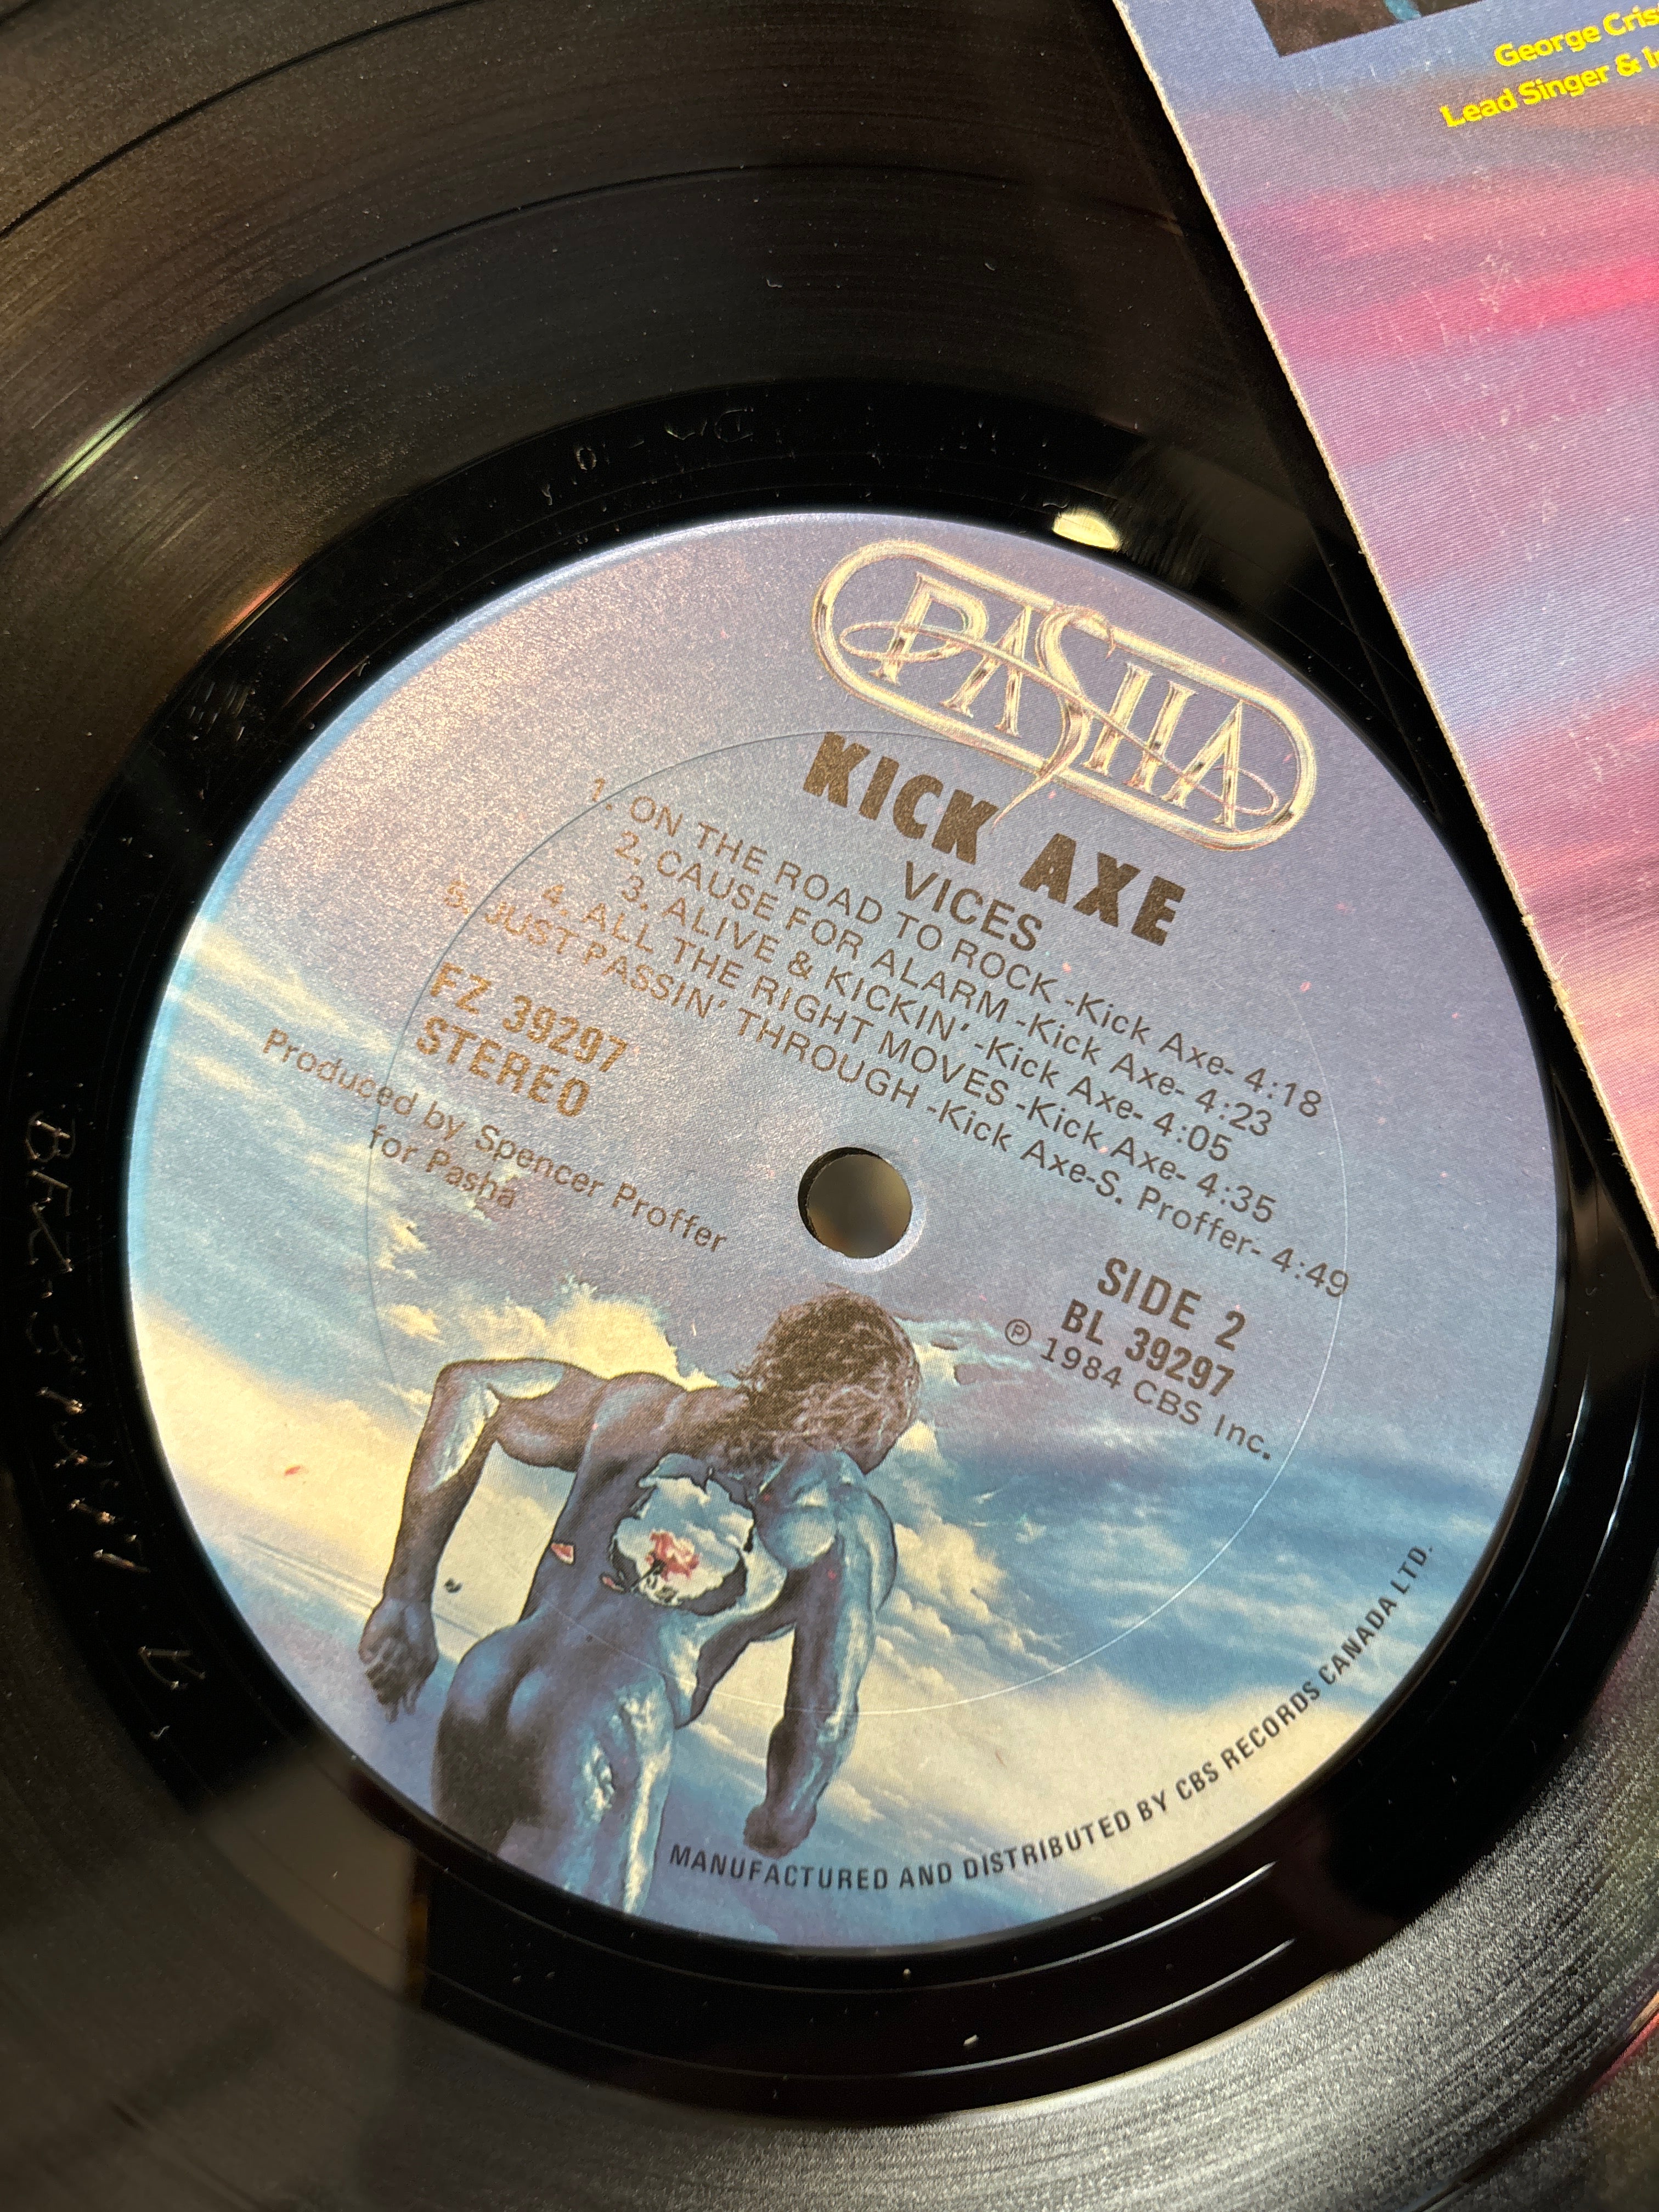 George
Lead Singer &
PASHA
KICK AXE
VICES
1. ON THE ROAD TO ROCK -Kick Axe- 4:18
2. CAUSE FOR ALARM -Kick Axe- 4:23
3. ALIVE & KICKIN' -Kick Axe- 4:05
4. ALL THE RIGHT MOVES -Kick Axe- 4:35
5. JUST PASSIN' THROUGH -Kick Axe-S. Proffer- 4:49
FZ 39297
STEREO
Produced by Spencer Proffer
for Pasha
SIDE 2
BL 39297
Ⓟ 1984 CBS Inc.
MANUFACTURED AND DISTRIBUTED BY CBS RECORDS CANADA LTD.